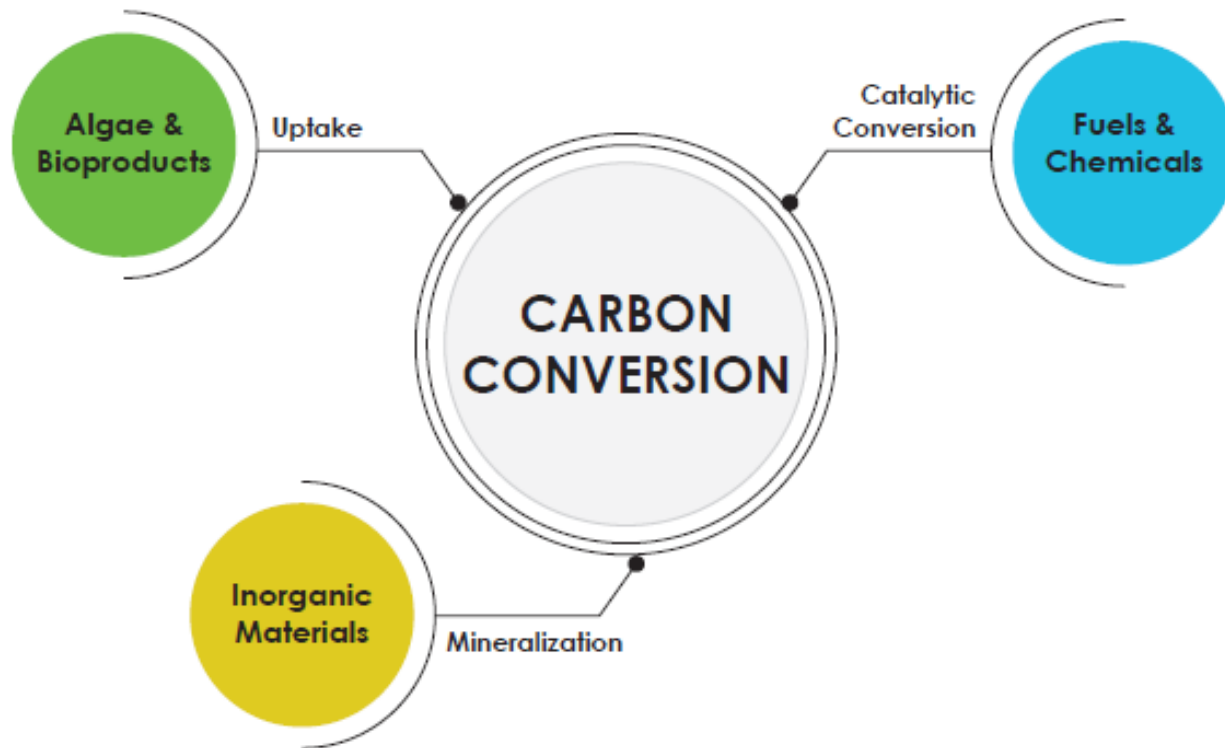 Algae &
Bioproducts
Uptake
Catalytic
Conversion
Fuels &
Chemicals
CARBON
CONVERSION
Inorganic
Materials
Mineralization